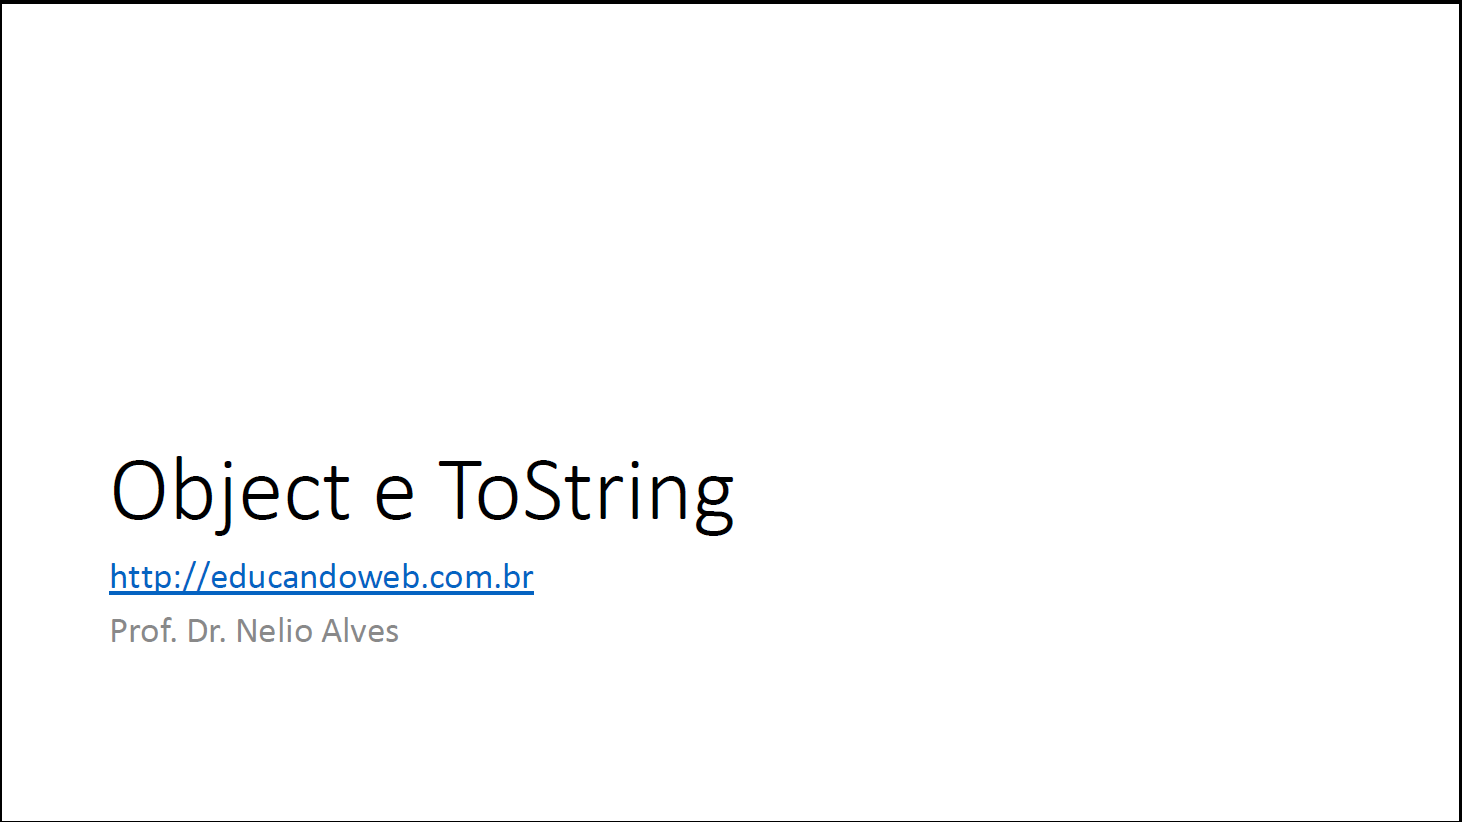 Object e ToString
http://educandoweb.com.br
Prof. Dr. Nelio Alves